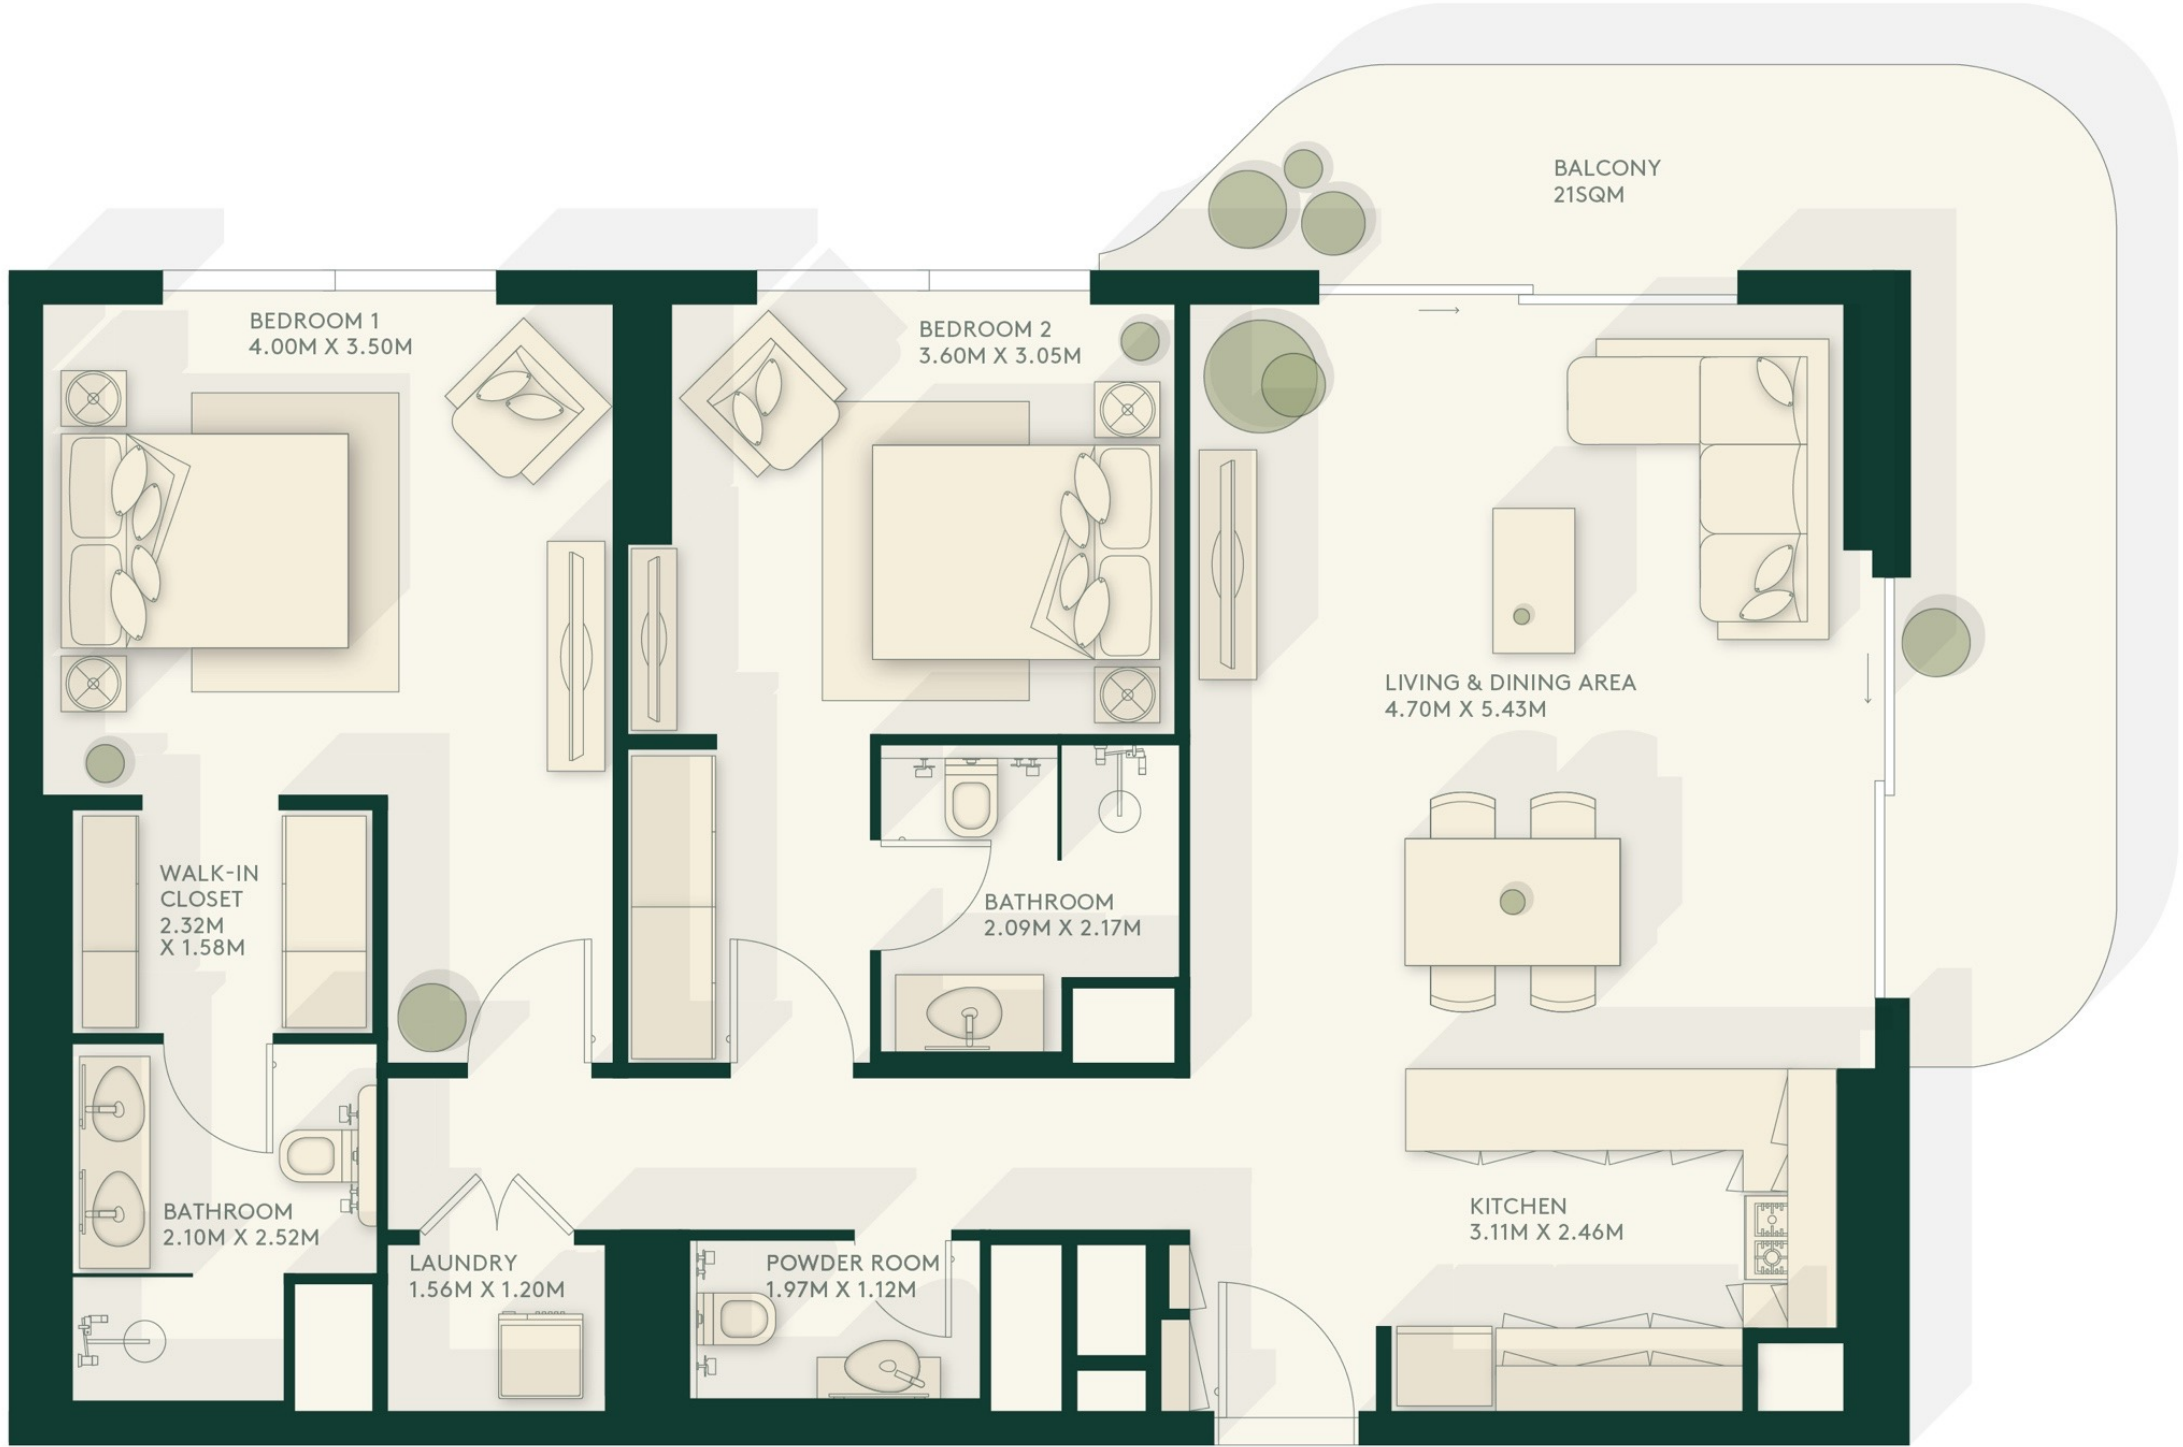 BALCONY
21SQM
BEDROOM 1
4.00M X 3.50M
BEDROOM 2
3.60M X 3.05M
LIVING & DINING AREA
4.70M X 5.43M
WALK-IN
CLOSET
2.32M
X 1.58M
BATHROOM
2.09M X 2.17M
BATHROOM
2.10M X 2.52M
LAUNDRY
1.56M X 1.20M
POWDER ROOM
1.97M X 1.12M
KITCHEN
3.11M X 2.46M